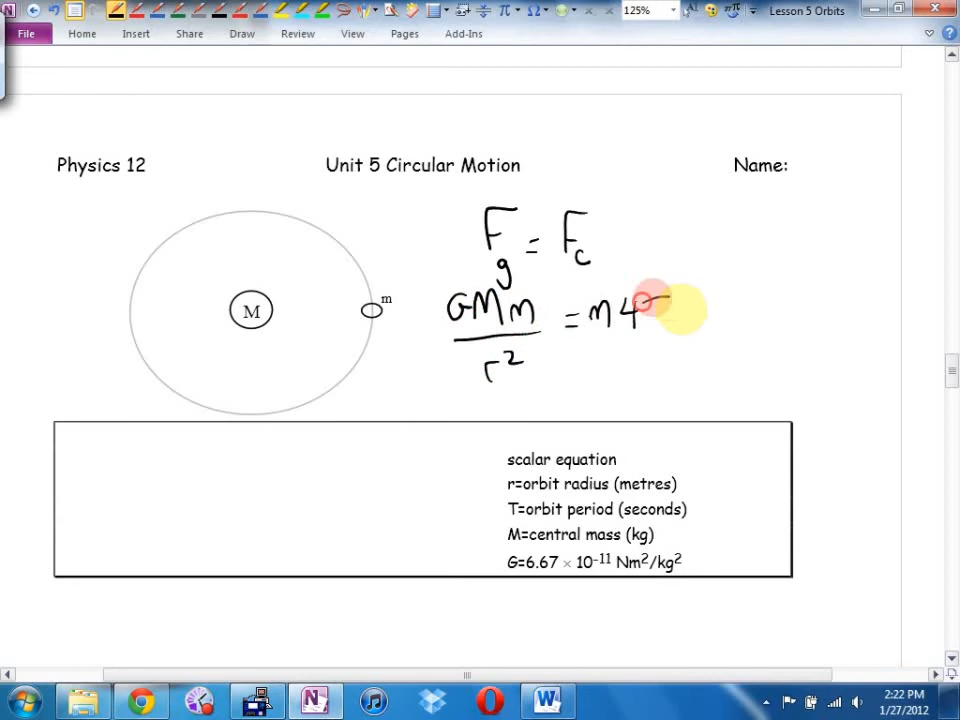 125% Lesson 5 Orbits
File Home Insert Share Draw Review View Pages Add-Ins
Physics 12 Unit 5 Circular Motion Name:
F_g = F_c
M m
GMm / r² = m4
scalar equation
r=orbit radius (metres)
T=orbit period (seconds)
M=central mass (kg)
G=6.67 × 10⁻¹¹ Nm²/kg²
2:22 PM
1/27/2012